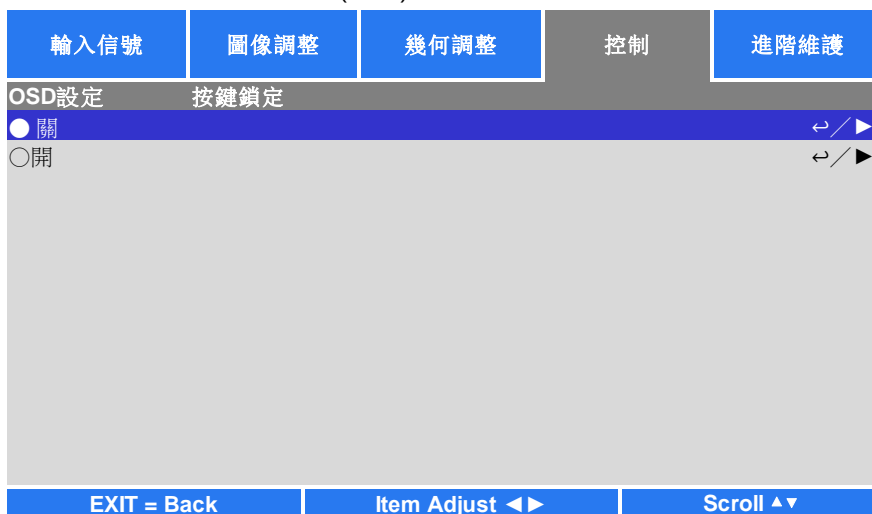 輸入信號 圖像調整 幾何調整 控制 進階維護
OSD設定 按鍵鎖定
● 關 ↩／►
○開 ↩／►
EXIT = Back Item Adjust ◄► Scroll ▲▼